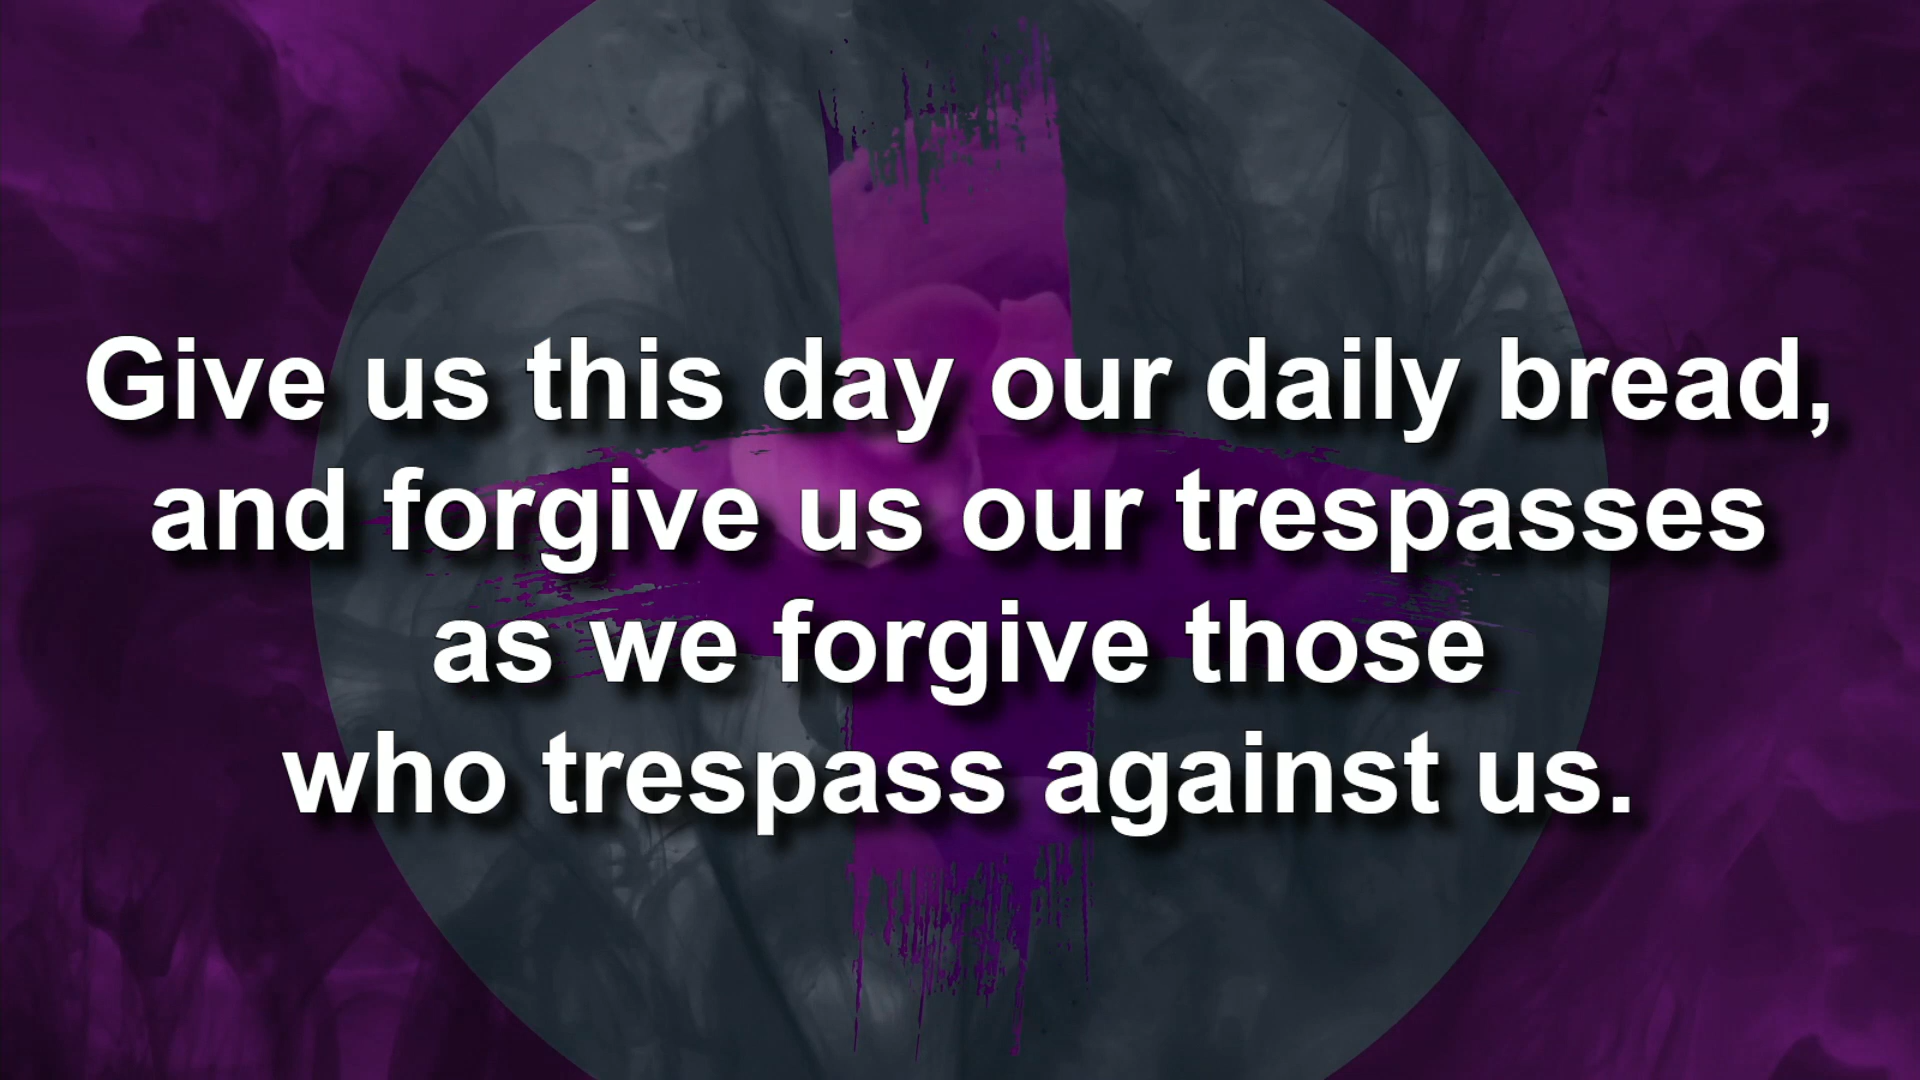 Give us this day our daily bread,
and forgive us our trespasses
as we forgive those
who trespass against us.